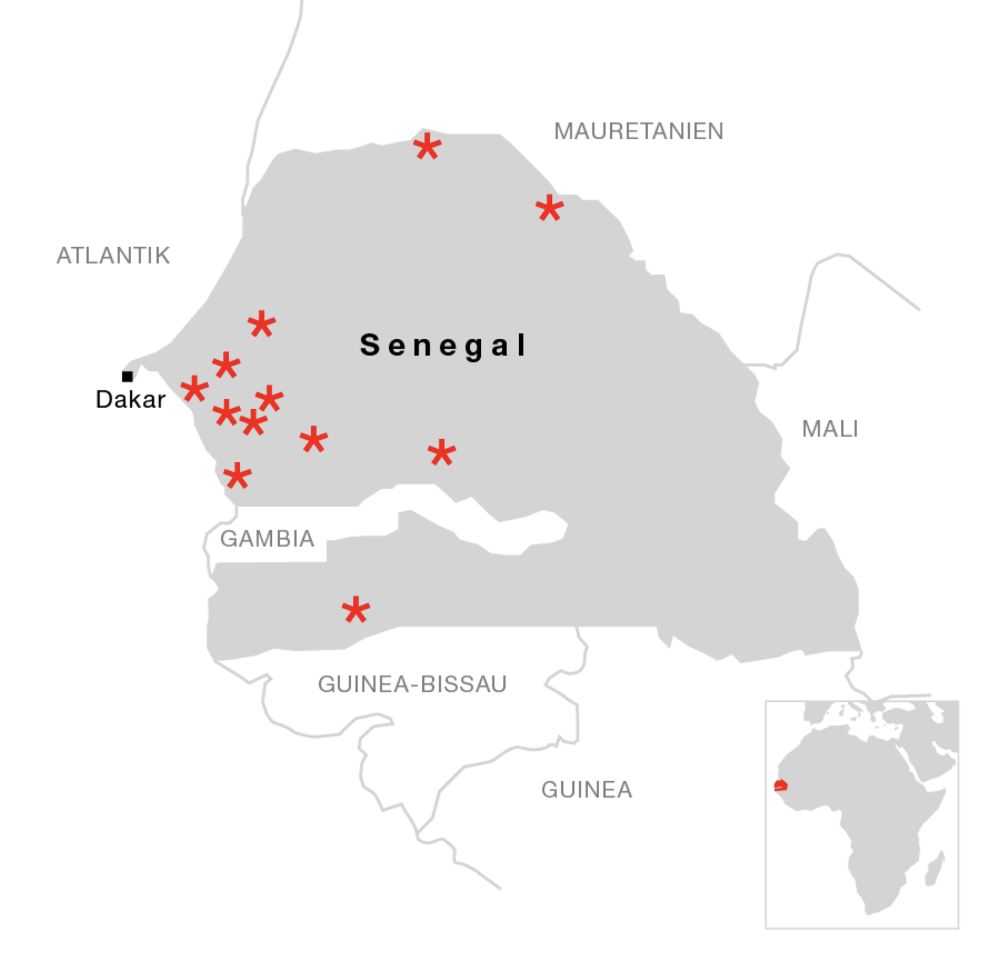 MAURETANIEN
ATLANTIK
Senegal
Dakar
MALI
GAMBIA
GUINEA-BISSAU
GUINEA